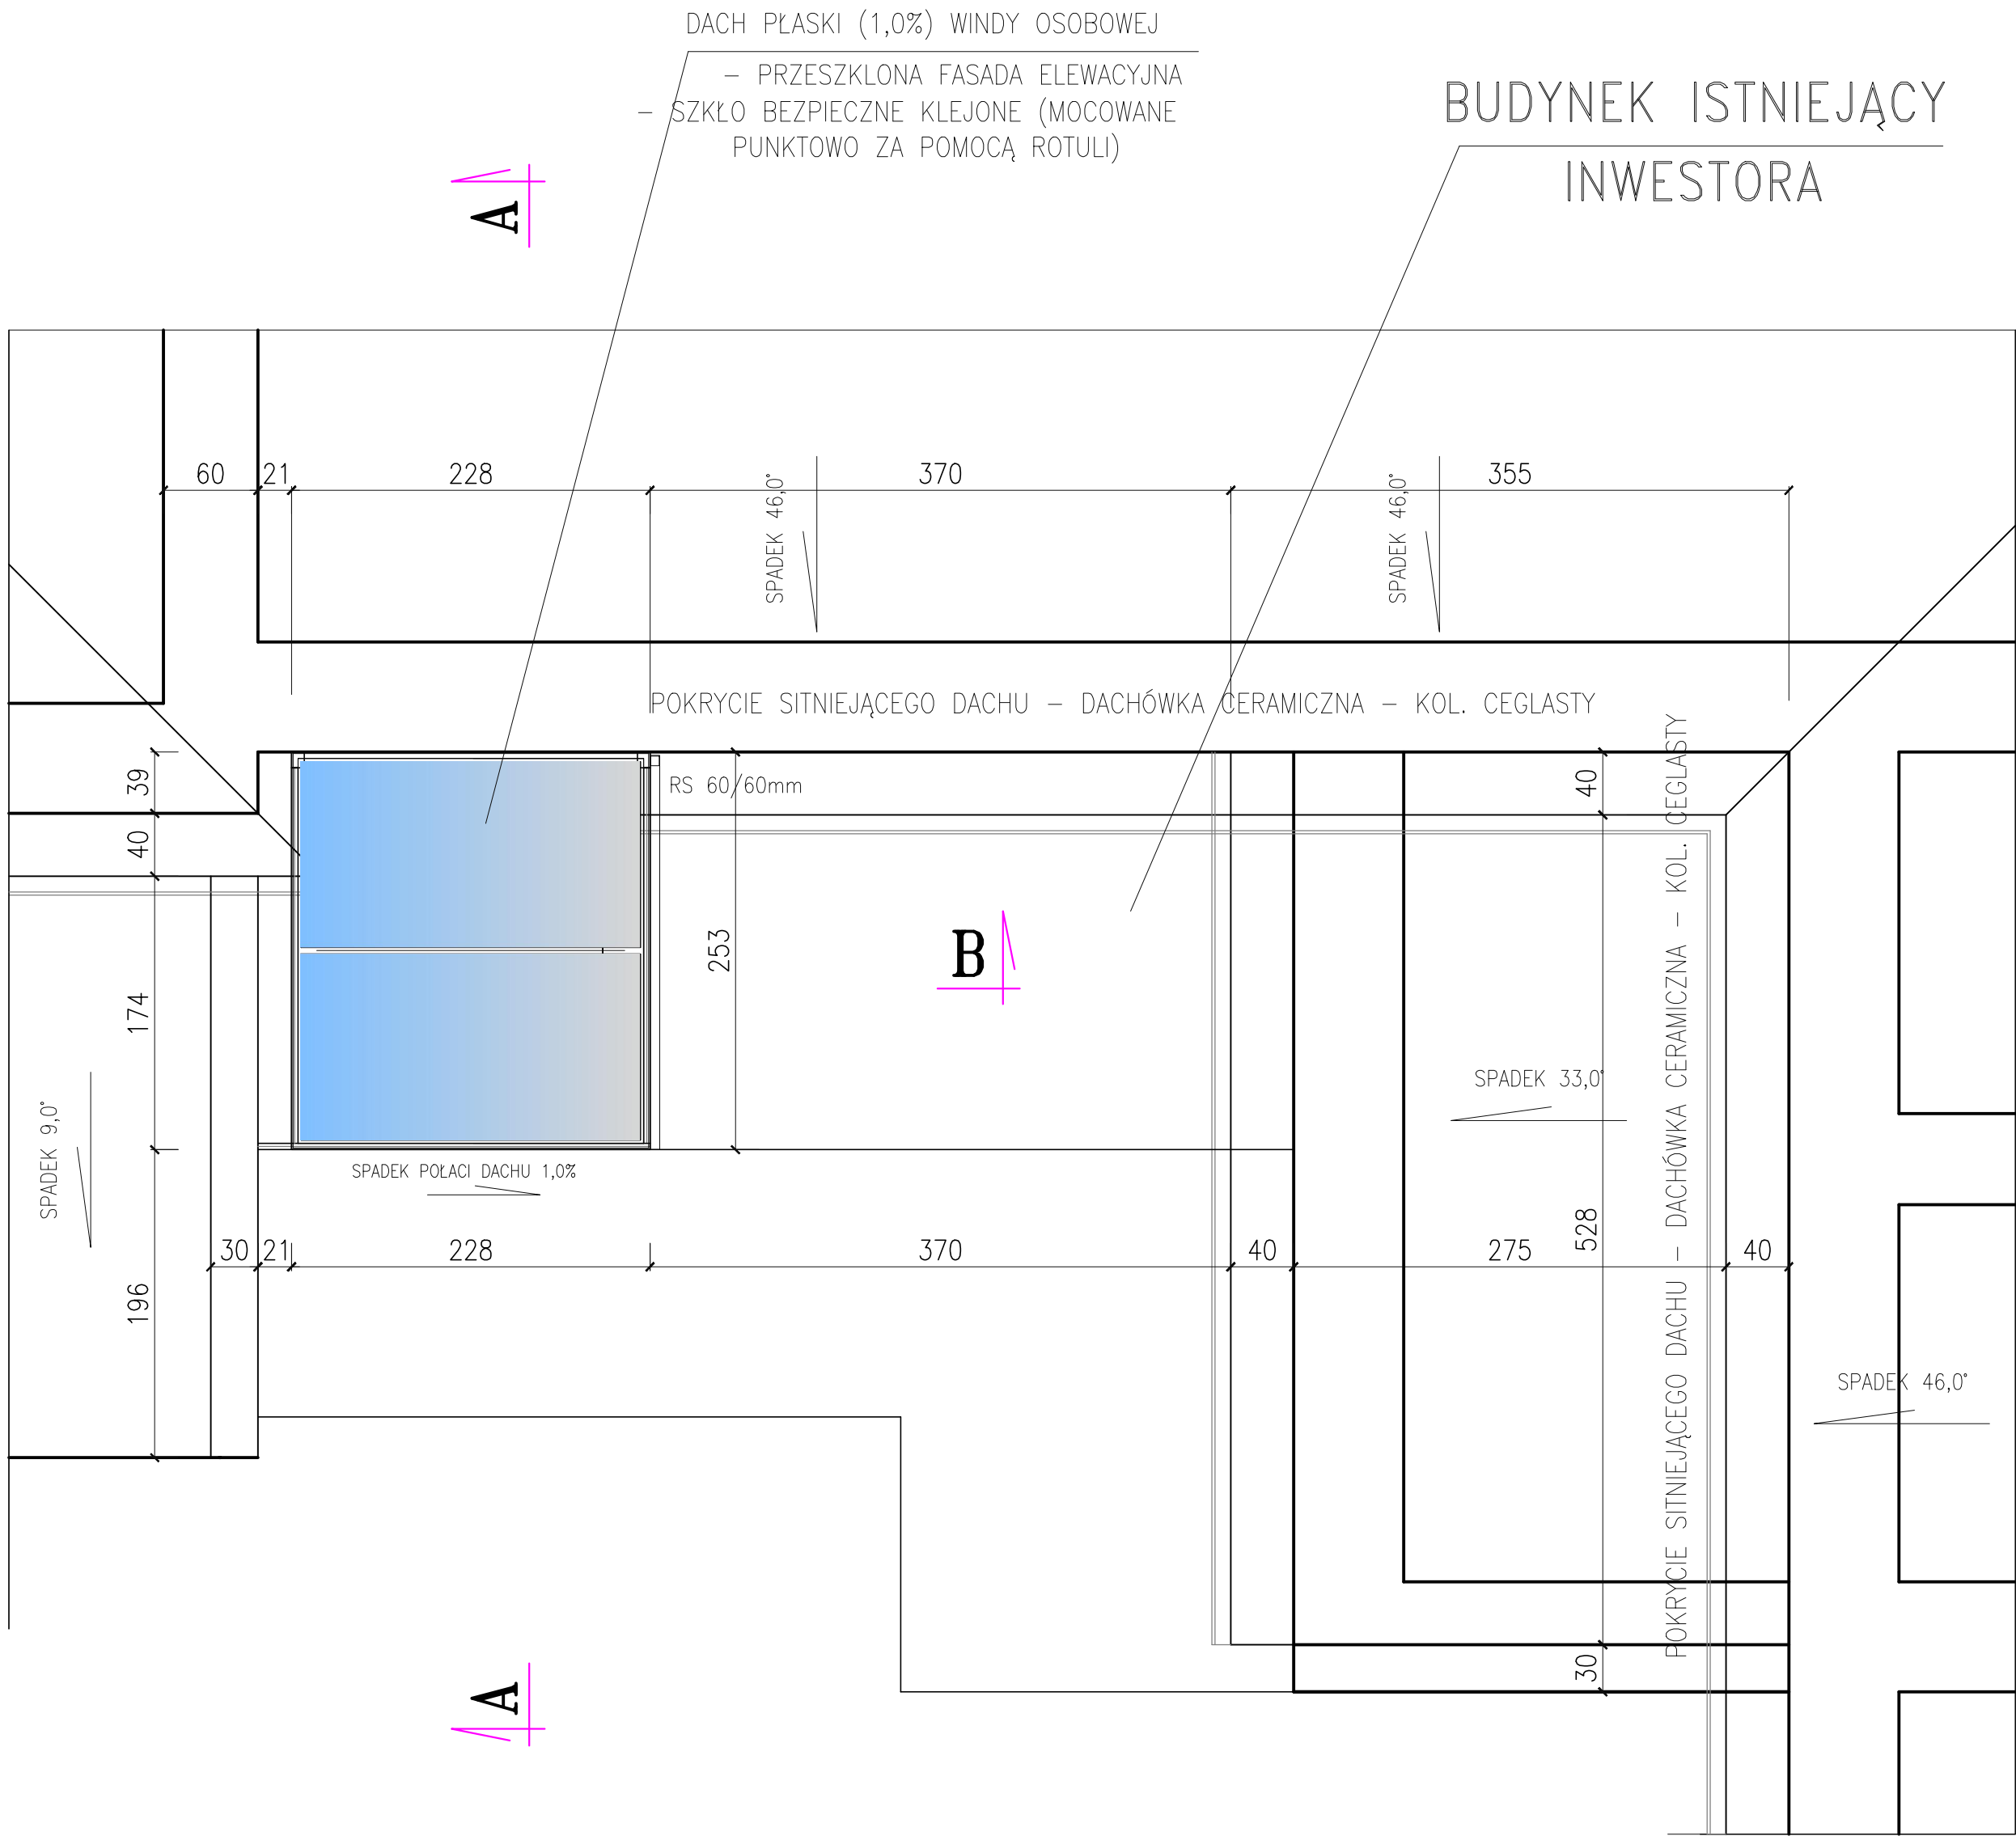 DACH PŁASKI (1,0%) WINDY OSOBOWEJ
– PRZESZKLONA FASADA ELEWACYJNA
– SZKŁO BEZPIECZNE KLEJONE (MOCOWANE
PUNKTOWO ZA POMOCĄ ROTULI)
BUDYNEK ISTNIEJĄCY
INWESTORA
A
60 21 228 370 355
SPADEK 46,0°
SPADEK 46,0°
POKRYCIE SITNIEJĄCEGO DACHU – DACHÓWKA CERAMICZNA – KOL. CEGLASTY
RS 60/60mm
39
40
174
196
253
40
528
30
B
SPADEK 33,0°
POKRYCIE SITNIEJĄCEGO DACHU – DACHÓWKA CERAMICZNA – KOL. CEGLASTY
SPADEK 9,0°
SPADEK POŁACI DACHU 1,0%
30 21 228 370 40 275 40
SPADEK 46,0°
A